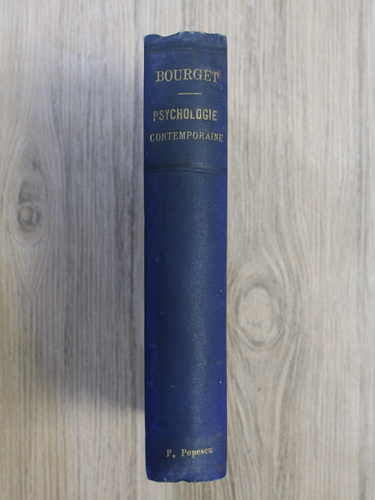 BOURGET
PSYCHOLOGIE
CONTEMPORAINE
P. Popescu